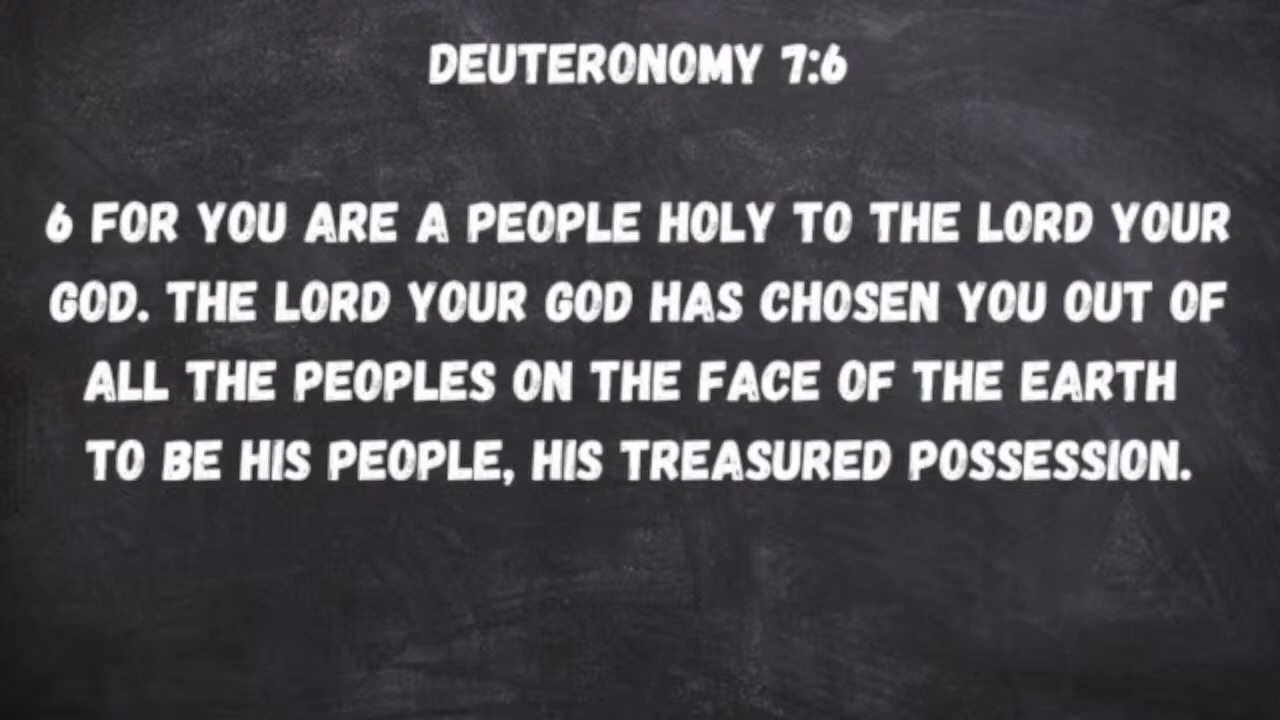 DEUTERONOMY 7:6
6 FOR YOU ARE A PEOPLE HOLY TO THE LORD YOUR
GOD. THE LORD YOUR GOD HAS CHOSEN YOU OUT OF
ALL THE PEOPLES ON THE FACE OF THE EARTH
TO BE HIS PEOPLE, HIS TREASURED POSSESSION.